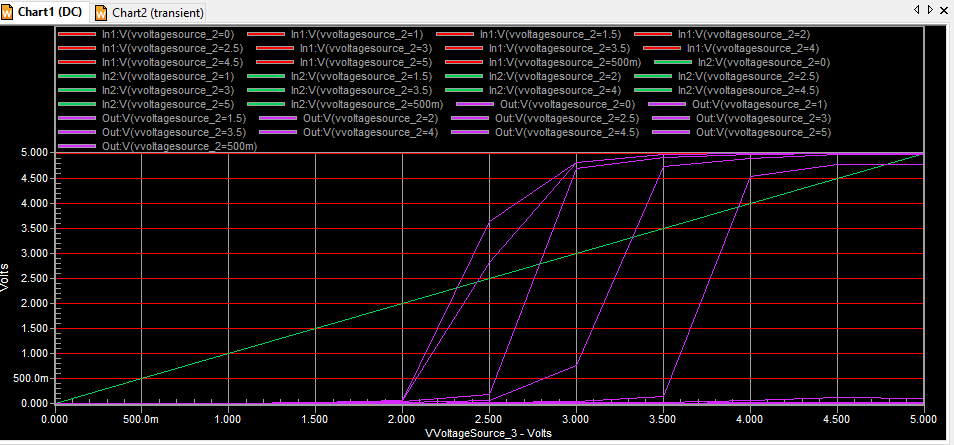 Chart1 (DC) Chart2 (transient)
In1:V(vvoltagesource_2=0) In1:V(vvoltagesource_2=1) In1:V(vvoltagesource_2=1.5) In1:V(vvoltagesource_2=2)
In1:V(vvoltagesource_2=2.5) In1:V(vvoltagesource_2=3) In1:V(vvoltagesource_2=3.5) In1:V(vvoltagesource_2=4)
In1:V(vvoltagesource_2=4.5) In1:V(vvoltagesource_2=5) In1:V(vvoltagesource_2=500m) In2:V(vvoltagesource_2=0)
In2:V(vvoltagesource_2=1) In2:V(vvoltagesource_2=1.5) In2:V(vvoltagesource_2=2) In2:V(vvoltagesource_2=2.5)
In2:V(vvoltagesource_2=3) In2:V(vvoltagesource_2=3.5) In2:V(vvoltagesource_2=4) In2:V(vvoltagesource_2=4.5)
In2:V(vvoltagesource_2=5) In2:V(vvoltagesource_2=500m) Out:V(vvoltagesource_2=0) Out:V(vvoltagesource_2=1)
Out:V(vvoltagesource_2=1.5) Out:V(vvoltagesource_2=2) Out:V(vvoltagesource_2=2.5) Out:V(vvoltagesource_2=3)
Out:V(vvoltagesource_2=3.5) Out:V(vvoltagesource_2=4) Out:V(vvoltagesource_2=4.5) Out:V(vvoltagesource_2=5)
Out:V(vvoltagesource_2=500m)
5.000
4.500
4.000
3.500
3.000
2.500
2.000
1.500
1.000
500.0m
0.000
Volts
0.000 500.0m 1.000 1.500 2.000 2.500 3.000 3.500 4.000 4.500 5.000
VVoltageSource_3 - Volts